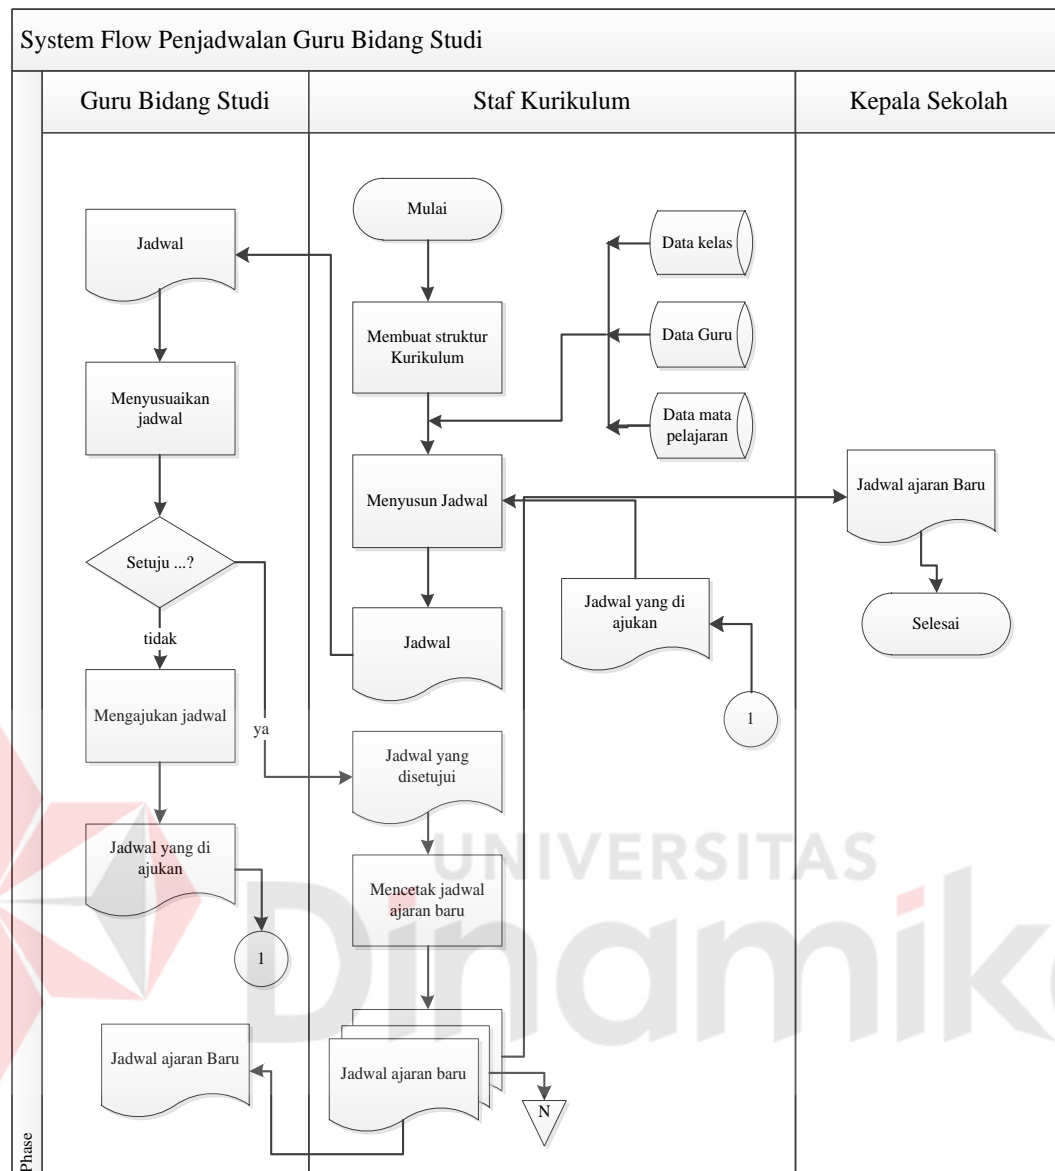 System Flow Penjadwalan Guru Bidang Studi
Guru Bidang Studi
Staf Kurikulum
Kepala Sekolah
Phase
Jadwal
Menyusuaikan
jadwal
Setuju ...?
tidak
ya
Mengajukan jadwal
Jadwal yang di
ajukan
1
Jadwal ajaran Baru
Mulai
Membuat struktur
Kurikulum
Menyusun Jadwal
Jadwal
Jadwal yang
disetujui
Mencetak jadwal
ajaran baru
Jadwal ajaran baru
N
Data kelas
Data Guru
Data mata
pelajaran
Jadwal yang di
ajukan
1
Jadwal ajaran Baru
Selesai
UNIVERSITAS
Dinamika